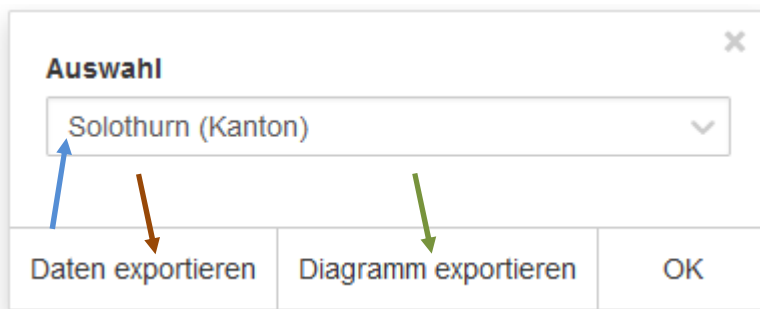 Auswahl
Solothurn (Kanton)
Daten exportieren
Diagramm exportieren
OK